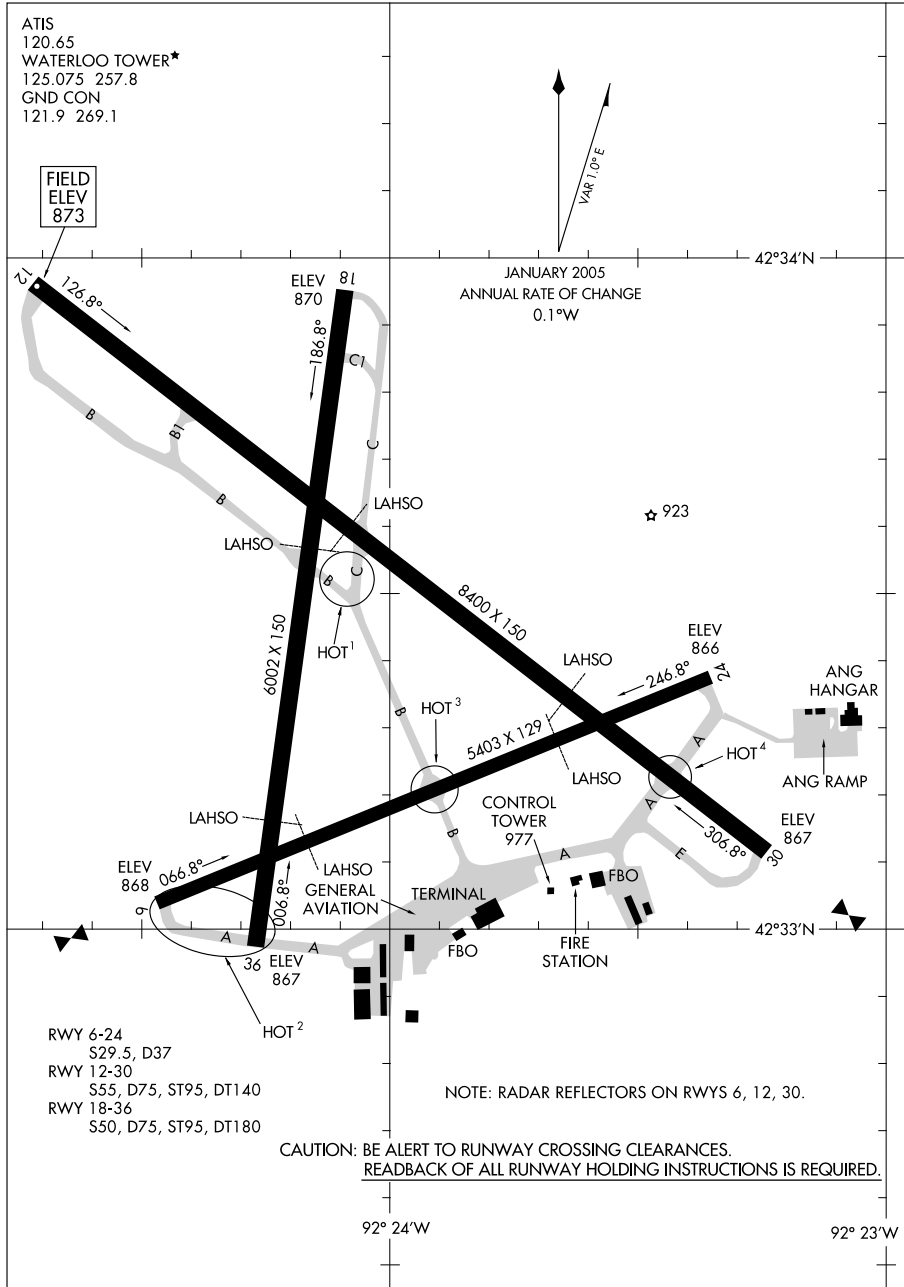 ATIS
120.65
WATERLOO TOWER★
125.075 257.8
GND CON
121.9 269.1
VAR 1.0° E
FIELD
ELEV
873
42°34'N
JANUARY 2005
ANNUAL RATE OF CHANGE
0.1°W
12
126.8°
ELEV
870
18
186.8°
C1
B
B1
C
B
LAHSO
923
LAHSO
B
C
HOT1
8400 X 150
6002 X 150
ELEV
866
LAHSO
246.8°
24
ANG
HANGAR
B
HOT3
5403 X 129
A
HOT4
LAHSO
ANG RAMP
CONTROL
TOWER
977
A
LAHSO
306.8°
ELEV
867
30
B
A
E
ELEV
868
066.8°
LAHSO
006.8°
GENERAL
AVIATION
TERMINAL
FBO
6
A
A
42°33'N
36
ELEV
867
FBO
FIRE
STATION
HOT2
RWY 6-24
S29.5, D37
RWY 12-30
S55, D75, ST95, DT140
RWY 18-36
S50, D75, ST95, DT180
NOTE: RADAR REFLECTORS ON RWYS 6, 12, 30.
CAUTION: BE ALERT TO RUNWAY CROSSING CLEARANCES.
READBACK OF ALL RUNWAY HOLDING INSTRUCTIONS IS REQUIRED.
92° 24'W
92° 23'W